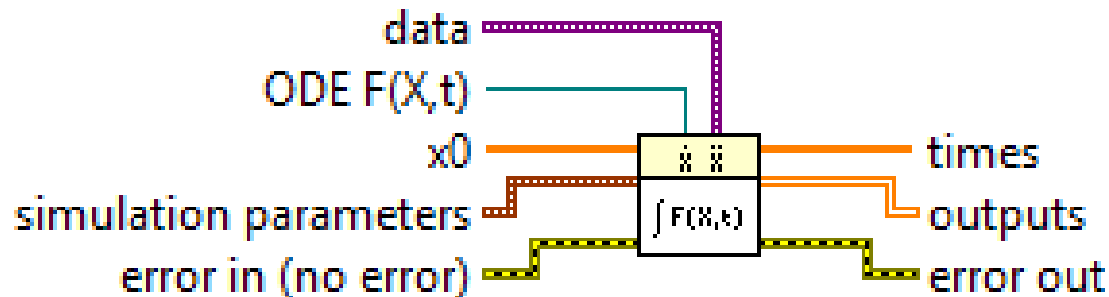 data
ODE F(X,t)
x0
simulation parameters
error in (no error)
ẋ ẍ
∫ F(X,t)
times
outputs
error out